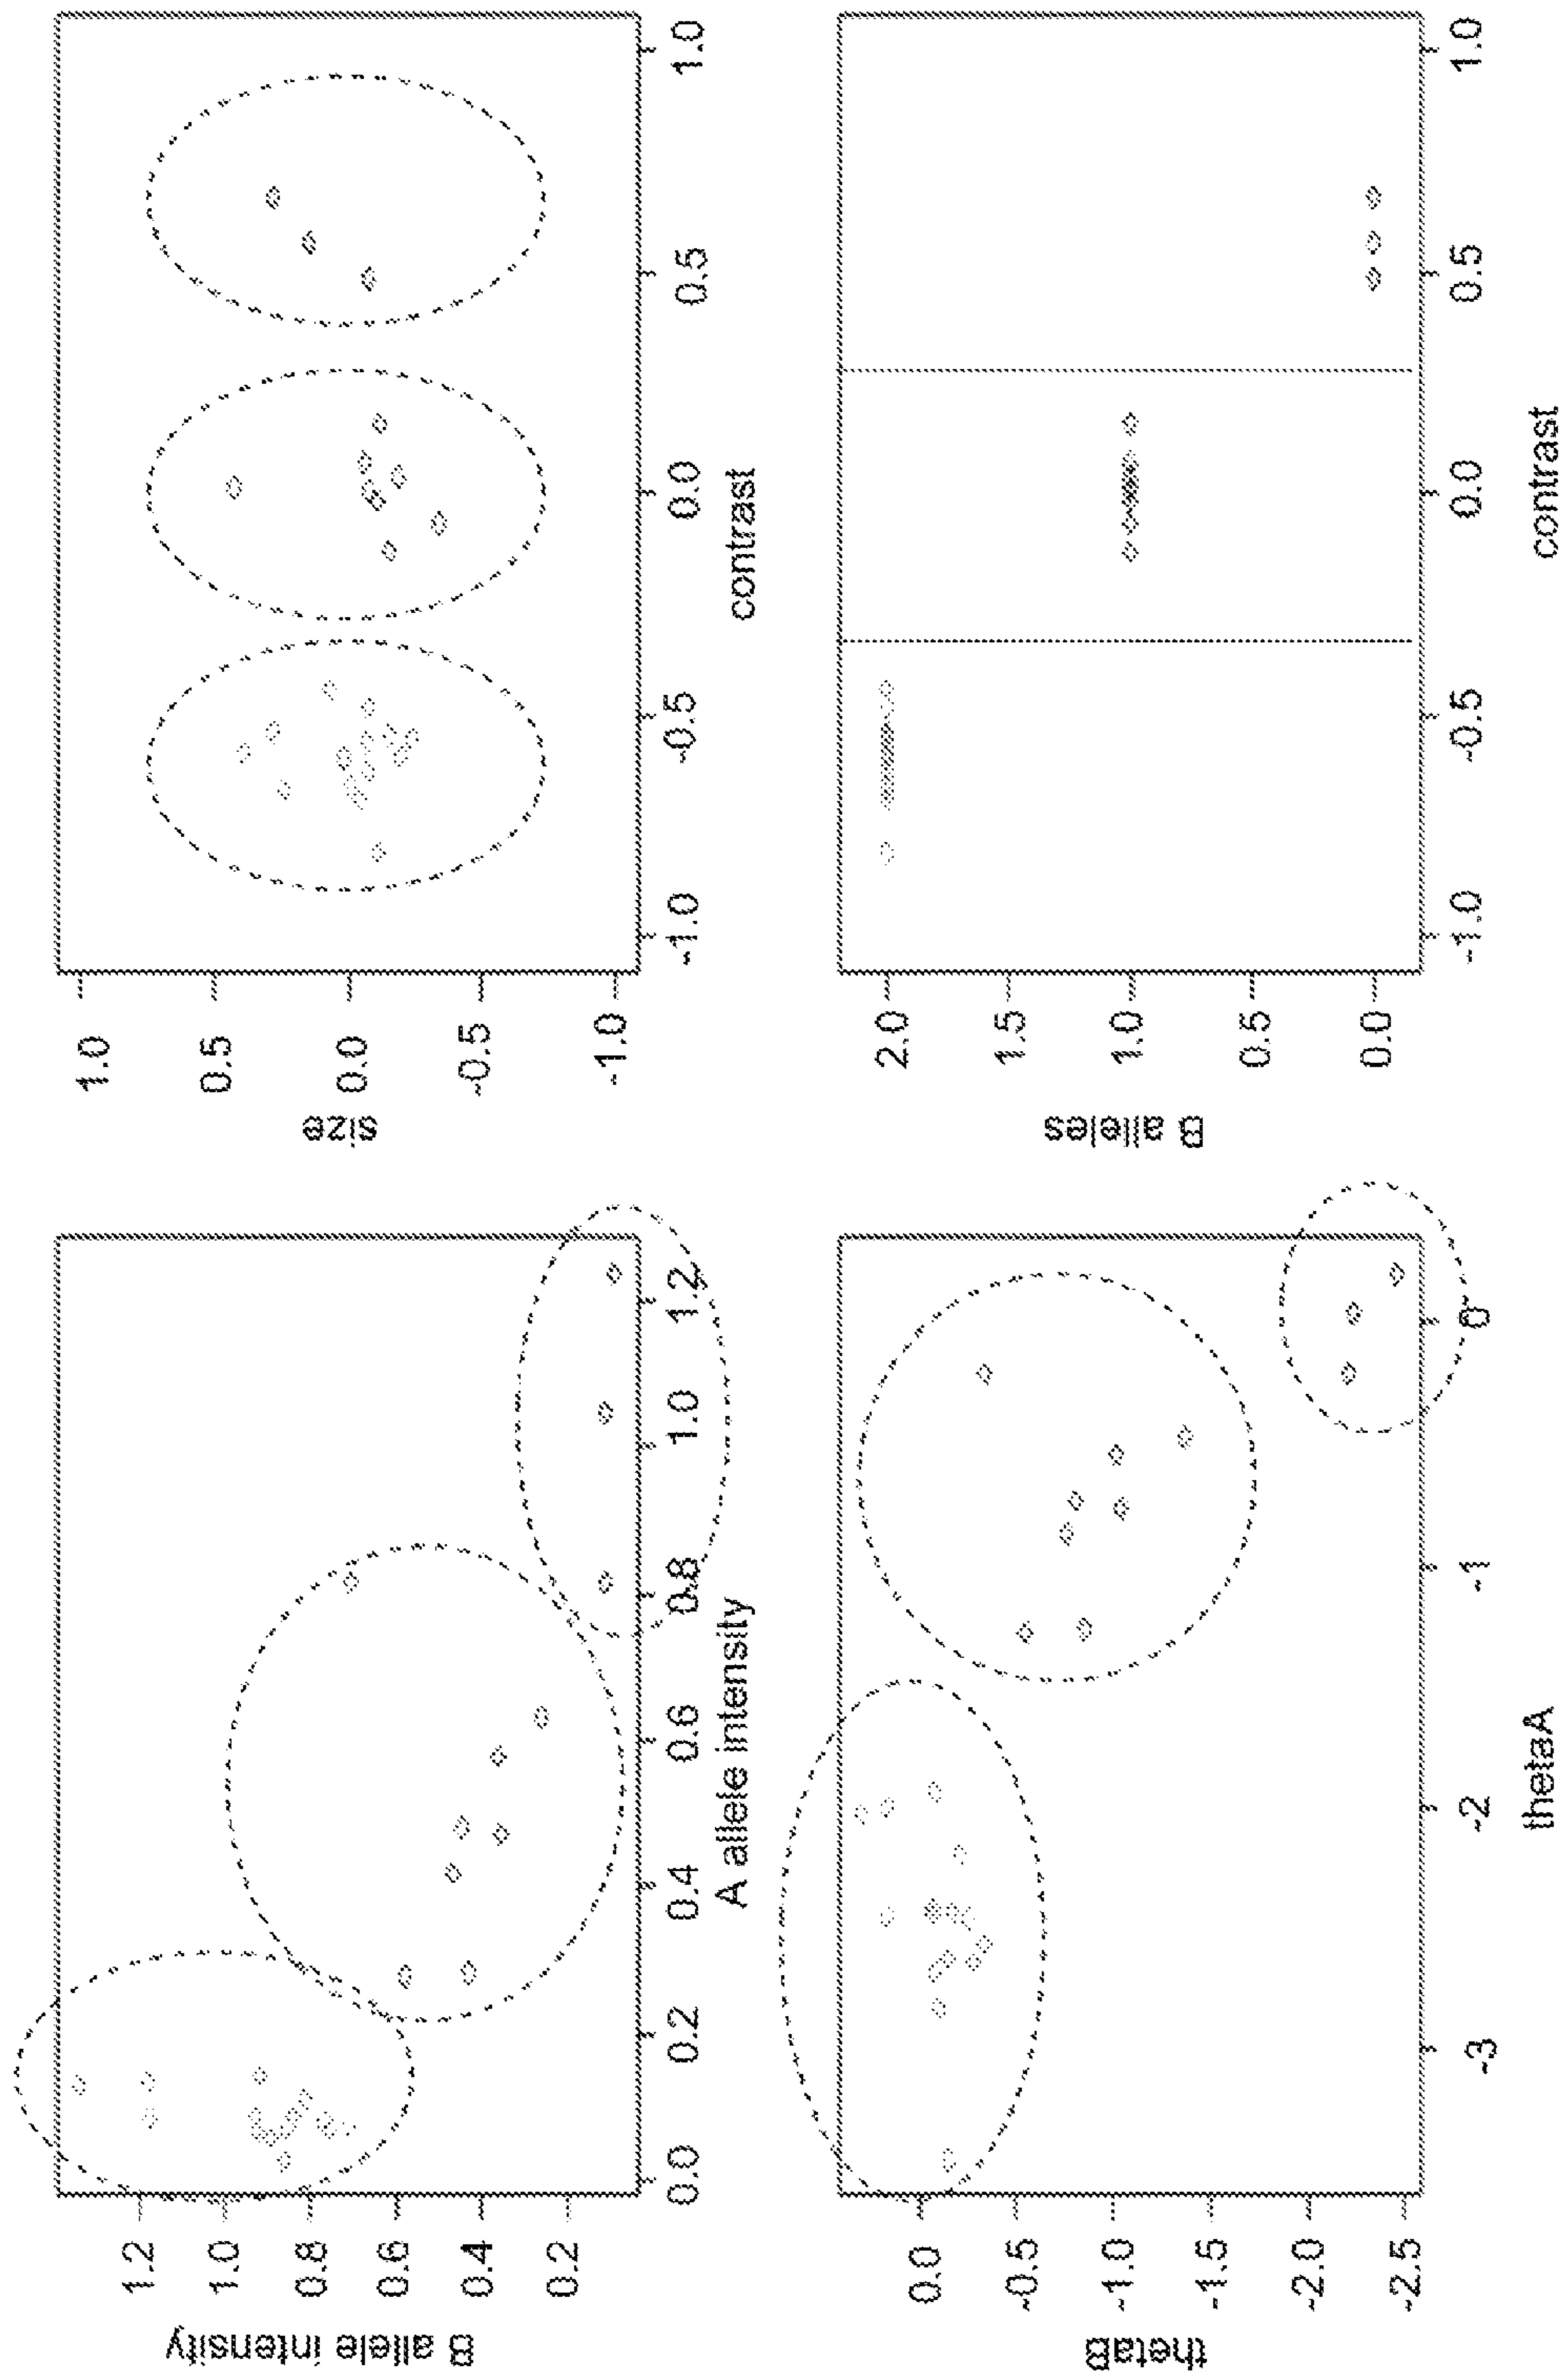 B allele intensity
1.2
1.0
0.8
0.6
0.4
0.2
0.0 0.2 0.4 0.6 0.8 1.0 1.2
A allele intensity
size
1.0
0.5
0.0
-0.5
-1.0
-1.0 -0.5 0.0 0.5 1.0
contrast
thetaB
0.0
-0.5
-1.0
-1.5
-2.0
-2.5
-3 -2 -1 0
thetaA
B alleles
2.0
1.5
1.0
0.5
0.0
-1.0 -0.5 0.0 0.5 1.0
contrast